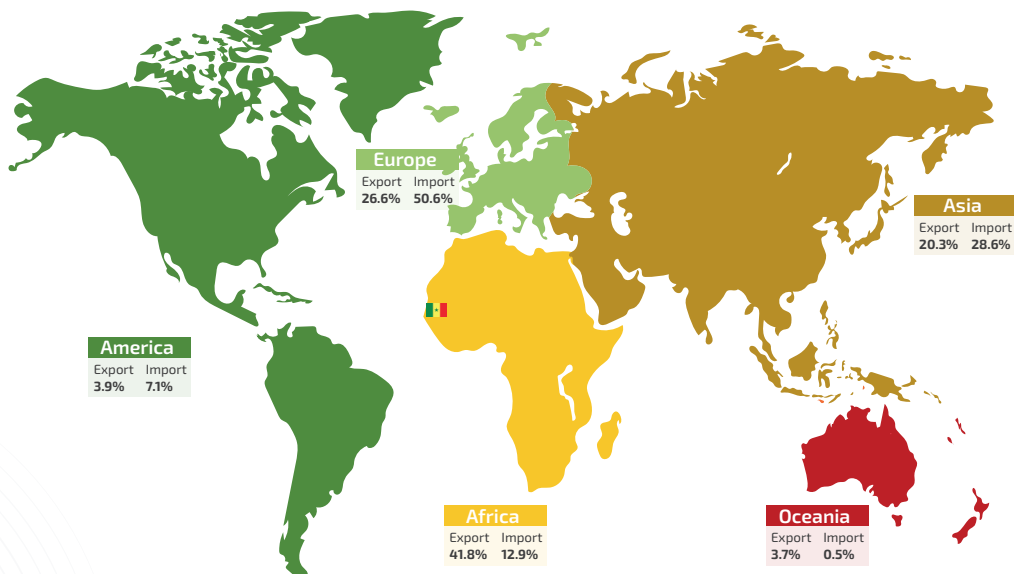 Europe
Export Import
26.6% 50.6%
Asia
Export Import
20.3% 28.6%
America
Export Import
3.9% 7.1%
Africa
Export Import
41.8% 12.9%
Oceania
Export Import
3.7% 0.5%